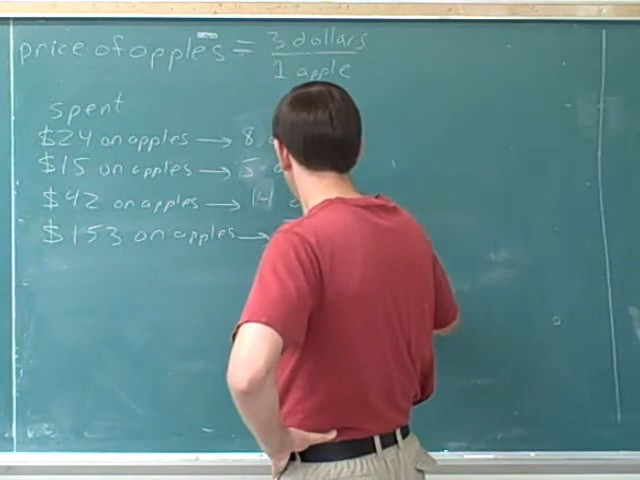 price of apples = 3 dollars
1 apple
spent
$24 on apples → 8
$15 on apples → 5
$42 on apples → 14
$153 on apples →